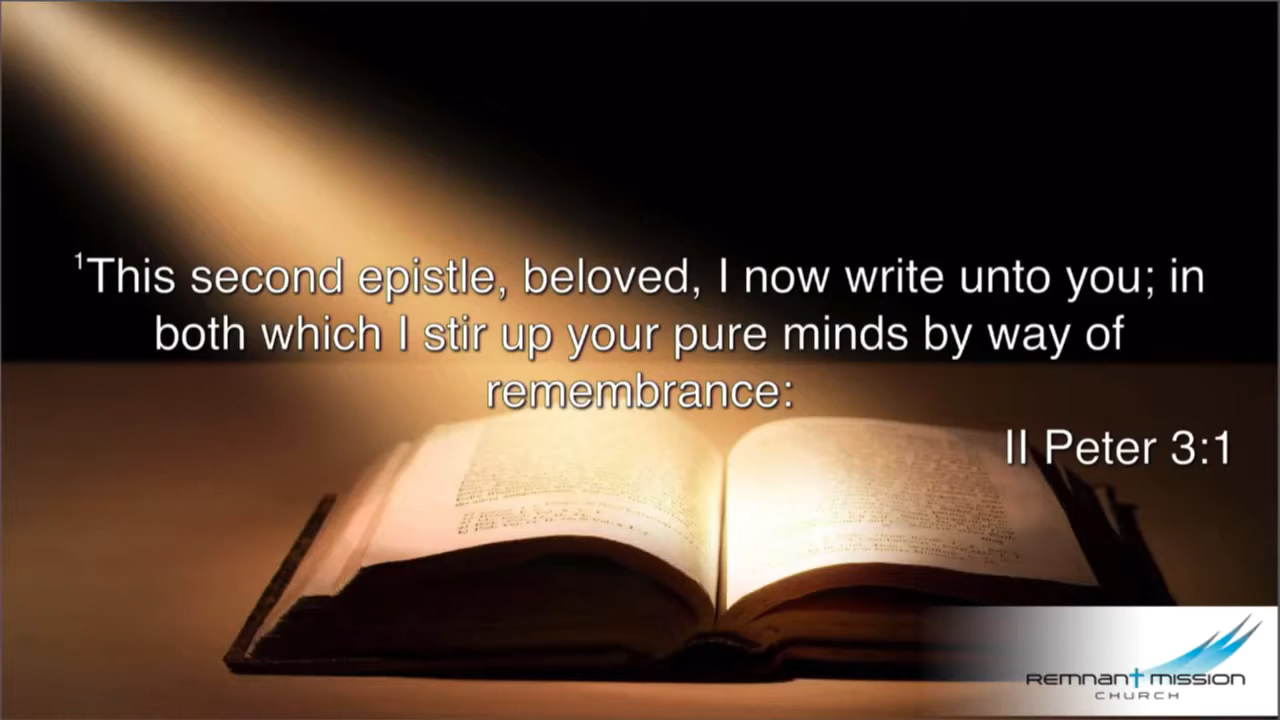 ¹This second epistle, beloved, I now write unto you; in
both which I stir up your pure minds by way of
remembrance:
II Peter 3:1
REMNANT MISSION
CHURCH